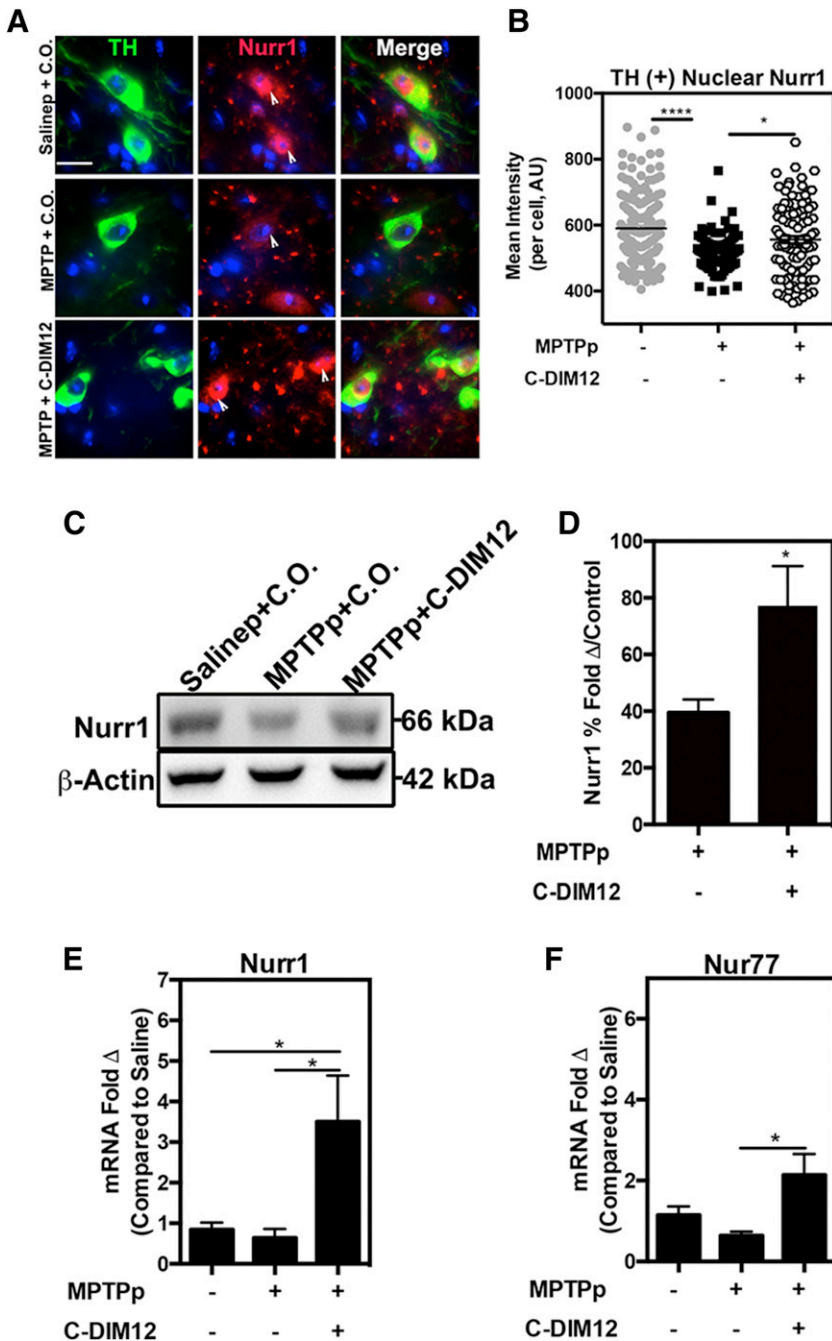 A
TH
Nurr1
Merge
Salinep + C.O.
MPTP + C.O.
MPTP + C-DIM12
B
TH (+) Nuclear Nurr1
Mean Intensity
(per cell, AU)
1000
800
600
400
****
*
MPTPp - + +
C-DIM12 - - +
C
Salinep+C.O.
MPTPp+C.O.
MPTPp+C-DIM12
Nurr1 -66 kDa
β-Actin -42 kDa
D
Nurr1 % Fold Δ/Control
100
80
60
40
20
0
*
MPTPp + +
C-DIM12 - +
E
Nurr1
mRNA Fold Δ
(Compared to Saline)
7
6
5
4
3
2
1
0
*
*
MPTPp - + +
C-DIM12 - - +
F
Nur77
mRNA Fold Δ
(Compared to Saline)
6
4
2
0
*
MPTPp - + +
C-DIM12 - - +